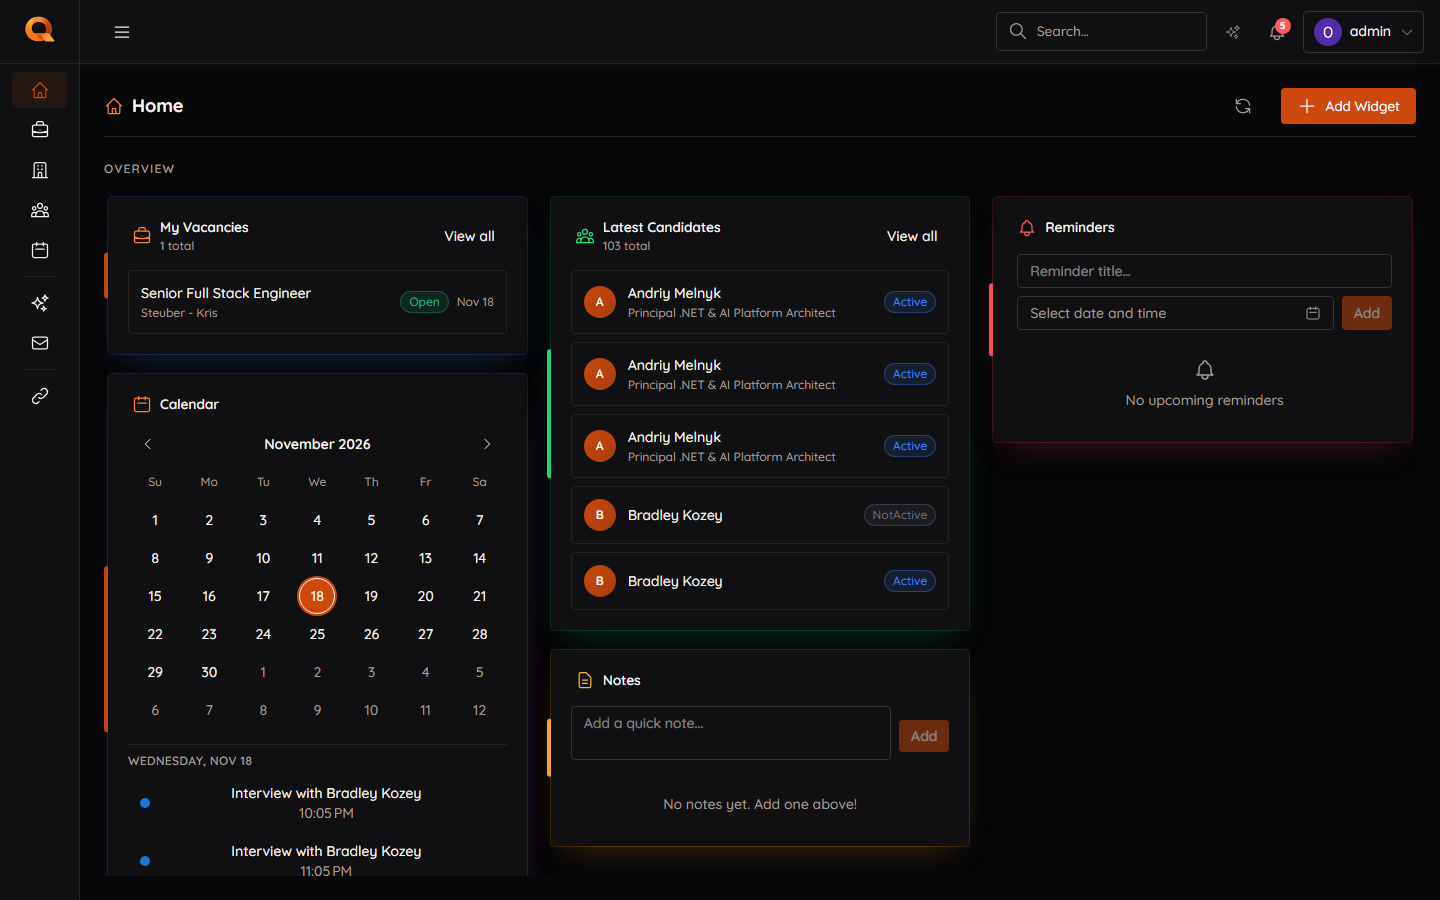 Search...
5
O
admin
Home
Add Widget
OVERVIEW
My Vacancies
1 total
View all
Senior Full Stack Engineer
Steuber - Kris
Open
Nov 18
Calendar
November 2026
Su Mo Tu We Th Fr Sa
1 2 3 4 5 6 7
8 9 10 11 12 13 14
15 16 17 18 19 20 21
22 23 24 25 26 27 28
29 30 1 2 3 4 5
6 7 8 9 10 11 12
WEDNESDAY, NOV 18
Interview with Bradley Kozey
10:05 PM
Interview with Bradley Kozey
11:05 PM
Latest Candidates
103 total
View all
A
Andriy Melnyk
Principal .NET & AI Platform Architect
Active
A
Andriy Melnyk
Principal .NET & AI Platform Architect
Active
A
Andriy Melnyk
Principal .NET & AI Platform Architect
Active
B
Bradley Kozey
NotActive
B
Bradley Kozey
Active
Notes
Add a quick note...
Add
No notes yet. Add one above!
Reminders
Reminder title...
Select date and time
Add
No upcoming reminders